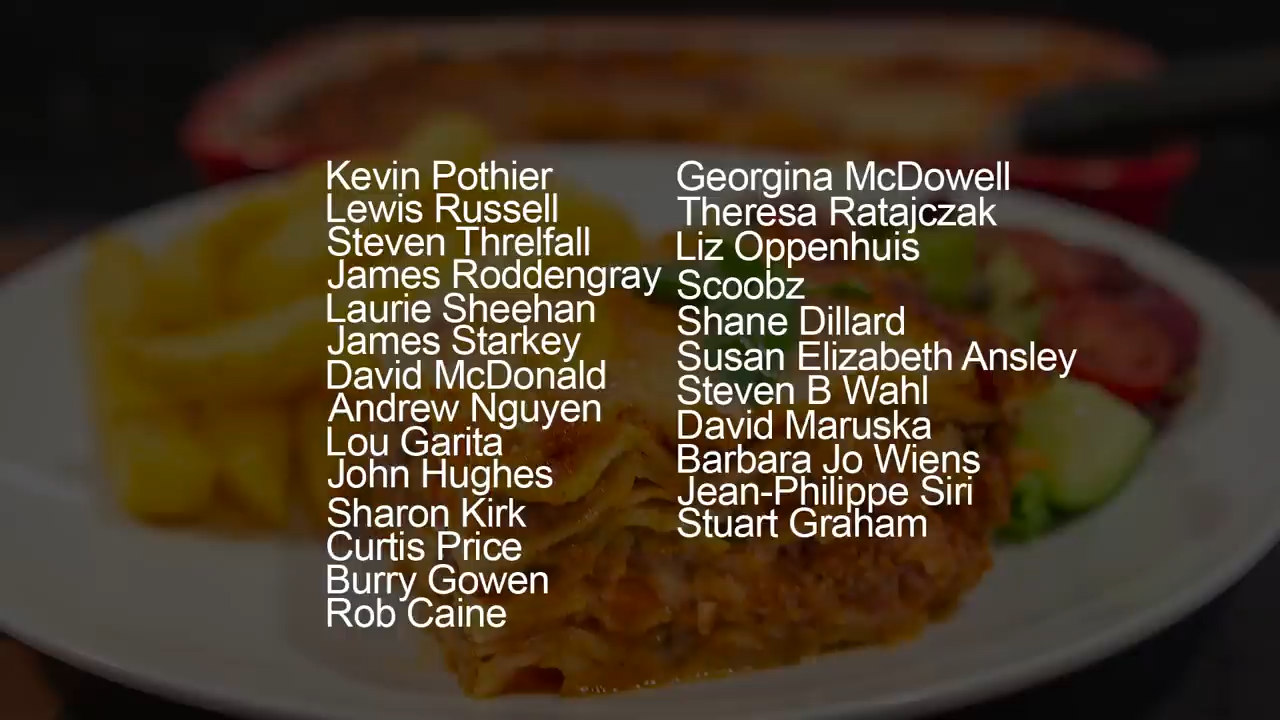 Kevin Pothier
Lewis Russell
Steven Threlfall
James Roddengray
Laurie Sheehan
James Starkey
David McDonald
Andrew Nguyen
Lou Garita
John Hughes
Sharon Kirk
Curtis Price
Burry Gowen
Rob Caine
Georgina McDowell
Theresa Ratajczak
Liz Oppenhuis
Scoobz
Shane Dillard
Susan Elizabeth Ansley
Steven B Wahl
David Maruska
Barbara Jo Wiens
Jean-Philippe Siri
Stuart Graham